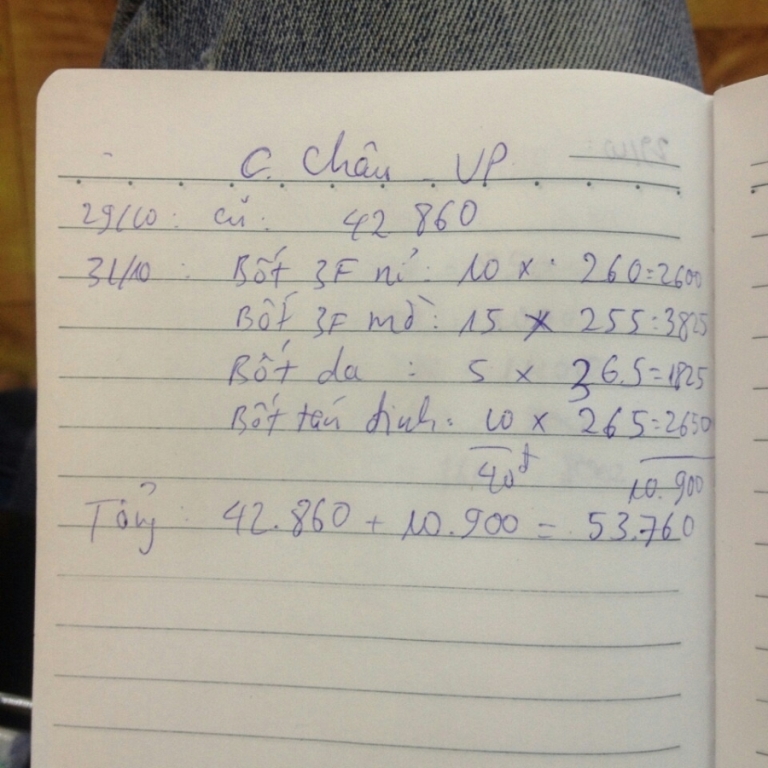 C. Châu - VP
29/10: cũ: 42 860
31/10: Bốt 3F nỉ: 10 x 260=2600
Bốt 3F mờ: 15 x 255=3825
Bốt da : 5 x 365=1825
Bốt tán đinh: 10 x 265=2650
40đ 10.900
Tổng: 42.860 + 10.900 = 53.760